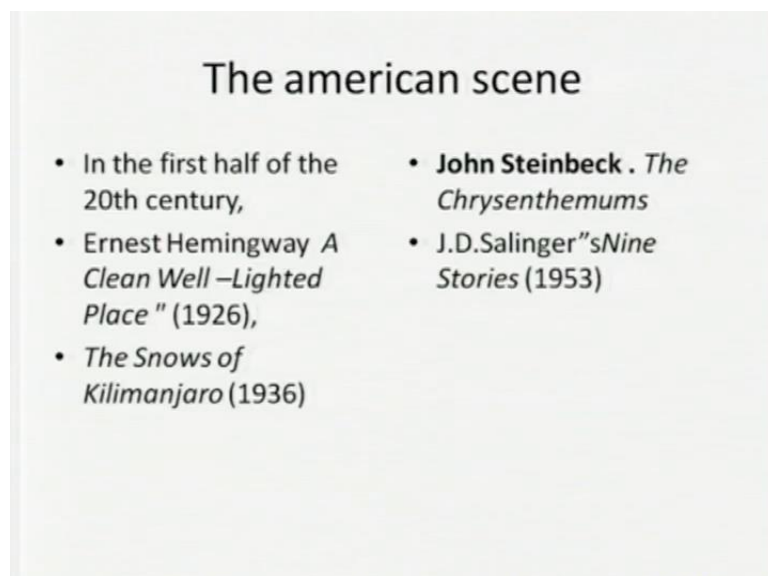 The american scene
• In the first half of the
20th century,
• Ernest Hemingway A
Clean Well –Lighted
Place " (1926),
• The Snows of
Kilimanjaro (1936)
• John Steinbeck . The
Chrysenthemums
• J.D.Salinger”sNine
Stories (1953)